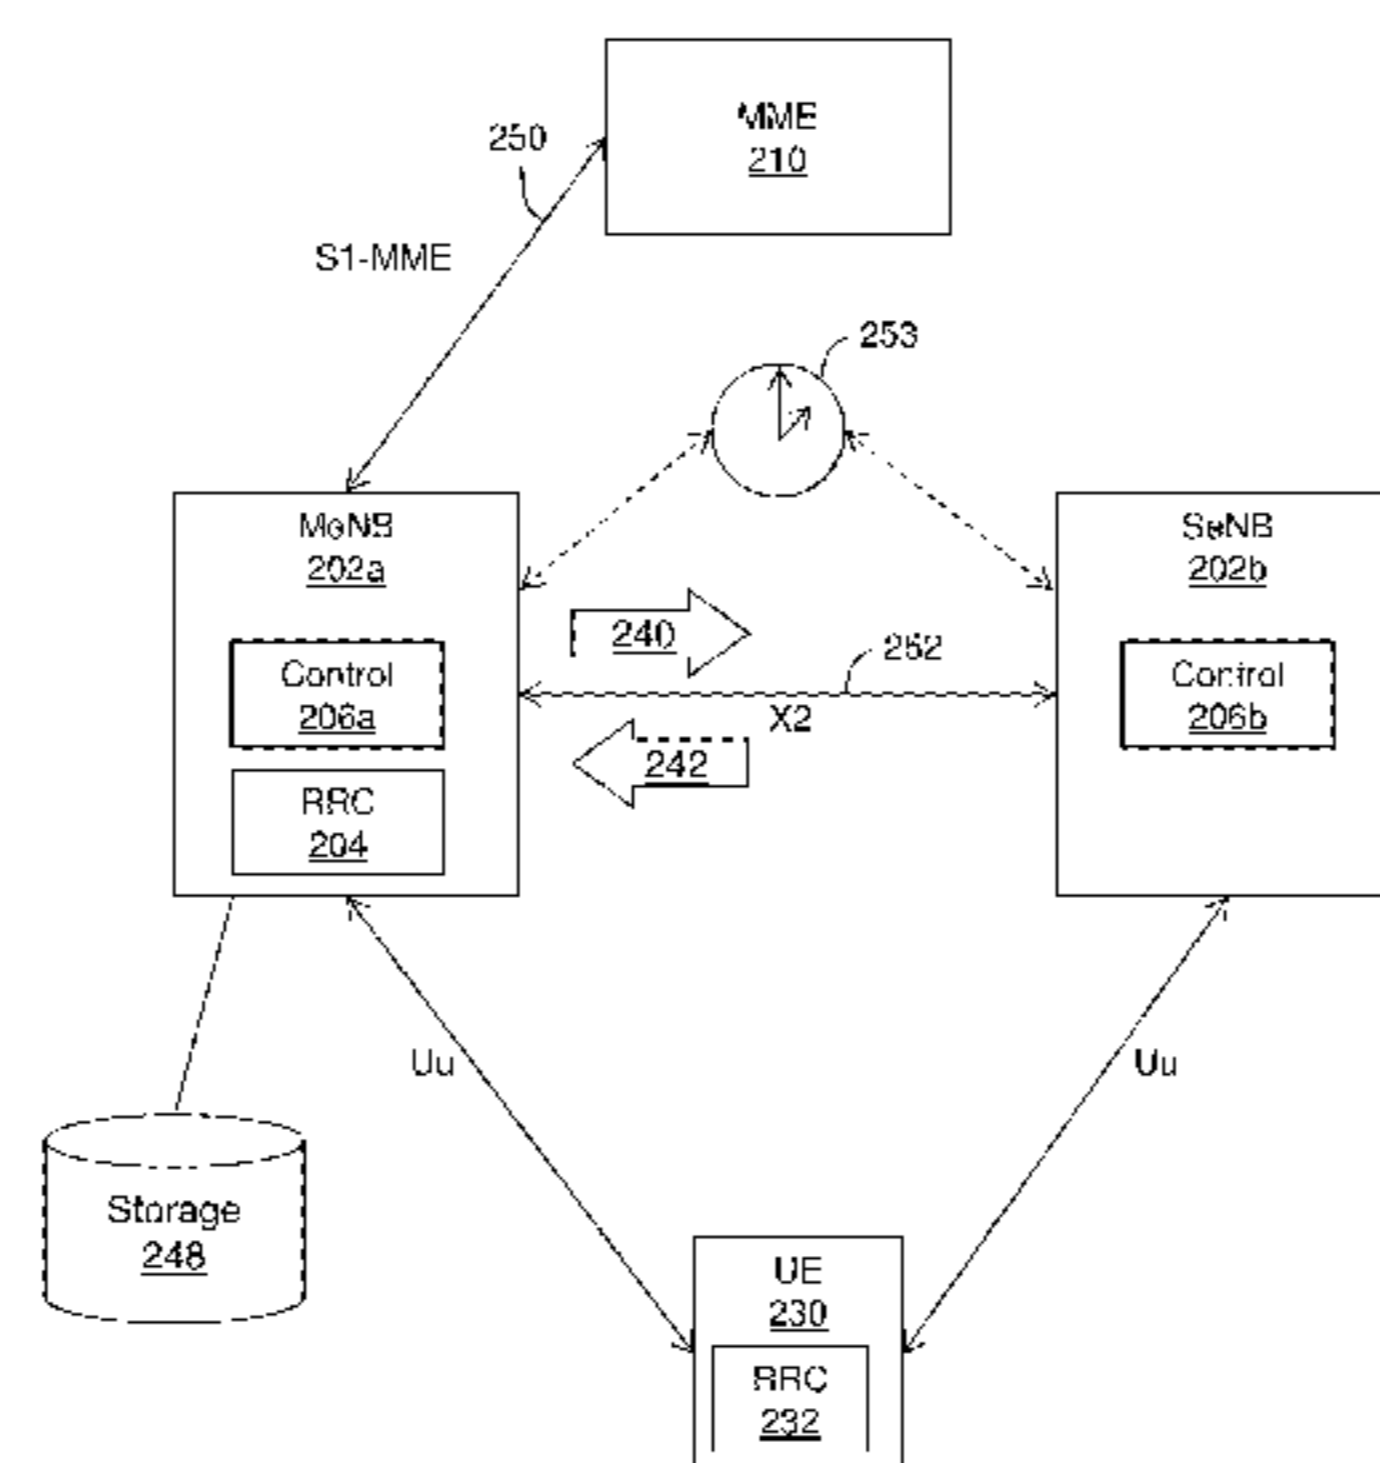 MME
210
250
S1-MME
253
MeNB
202a
SeNB
202b
240
252
Control
206a
Control
206b
X2
242
RRC
204
Uu
Uu
Storage
248
UE
230
RRC
232